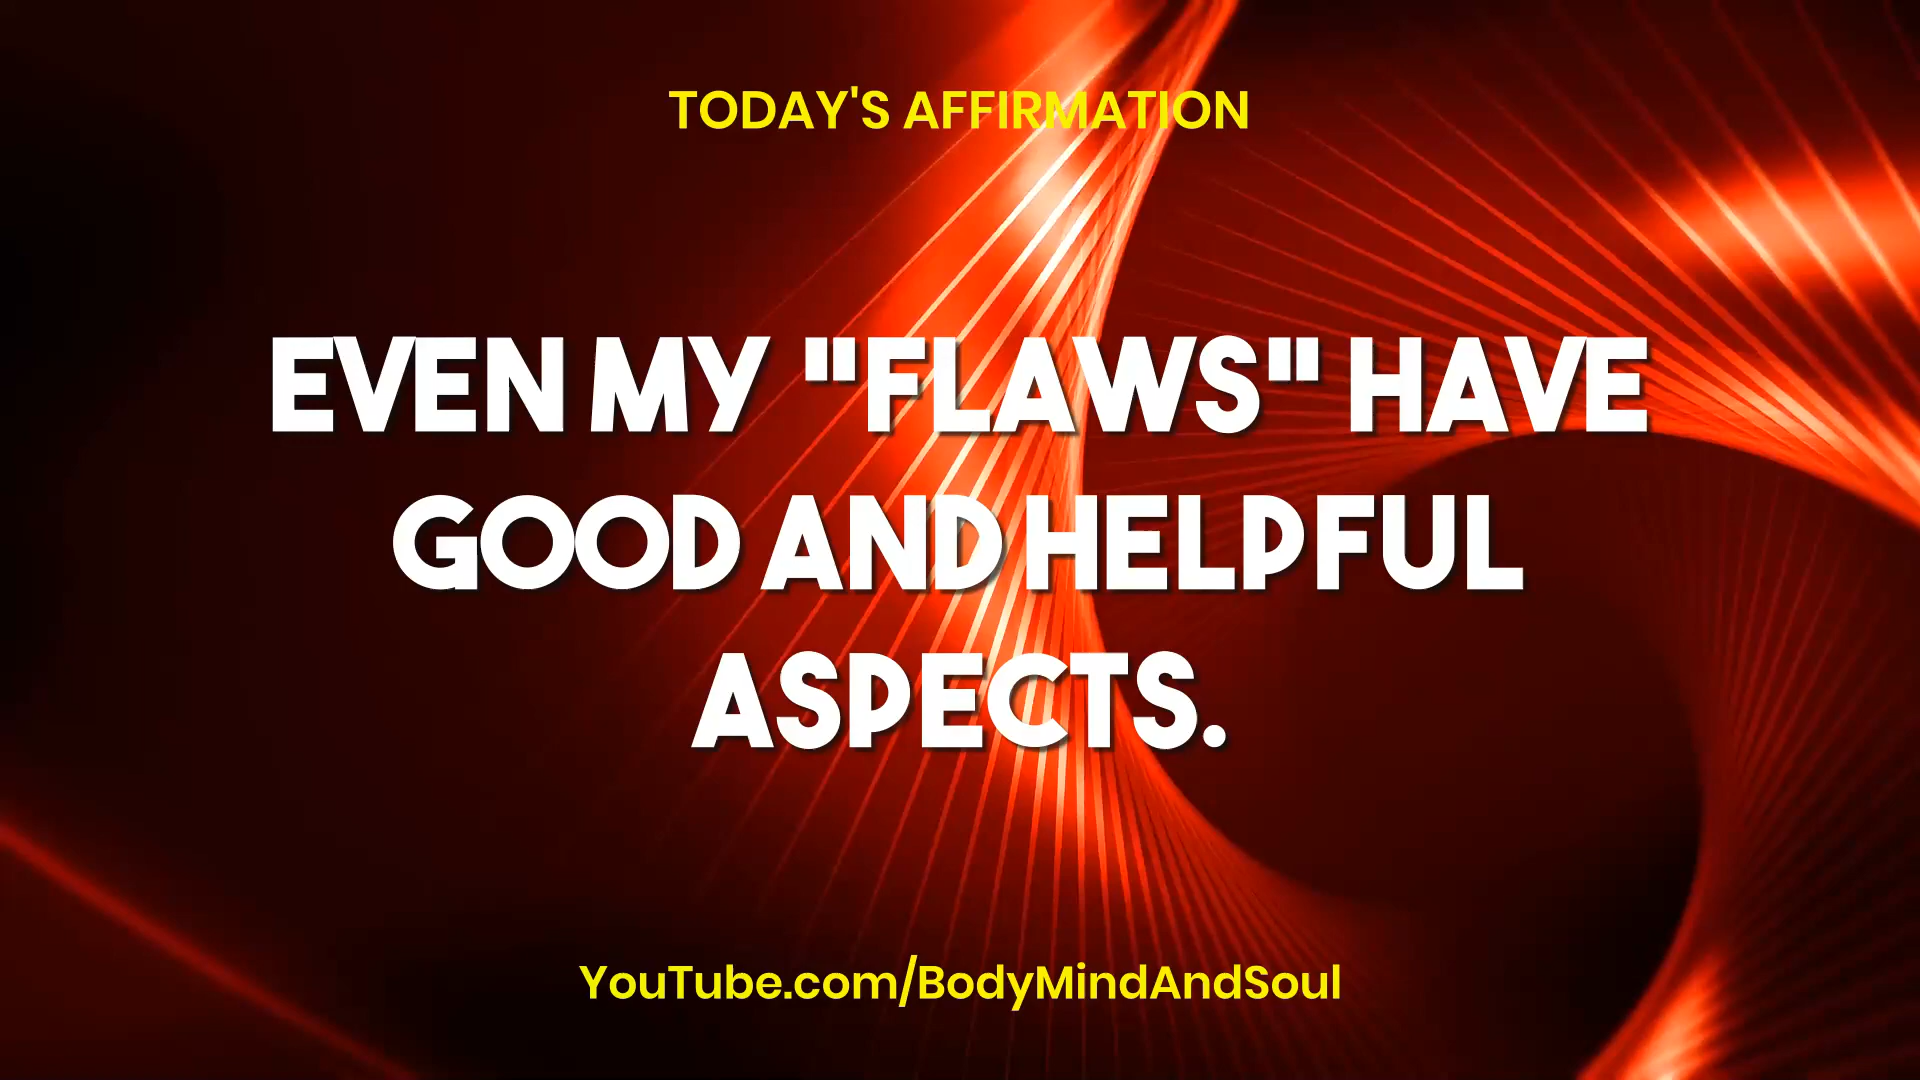 TODAY'S AFFIRMATION
EVEN MY "FLAWS" HAVE
GOOD AND HELPFUL
ASPECTS.
YouTube.com/BodyMindAndSoul